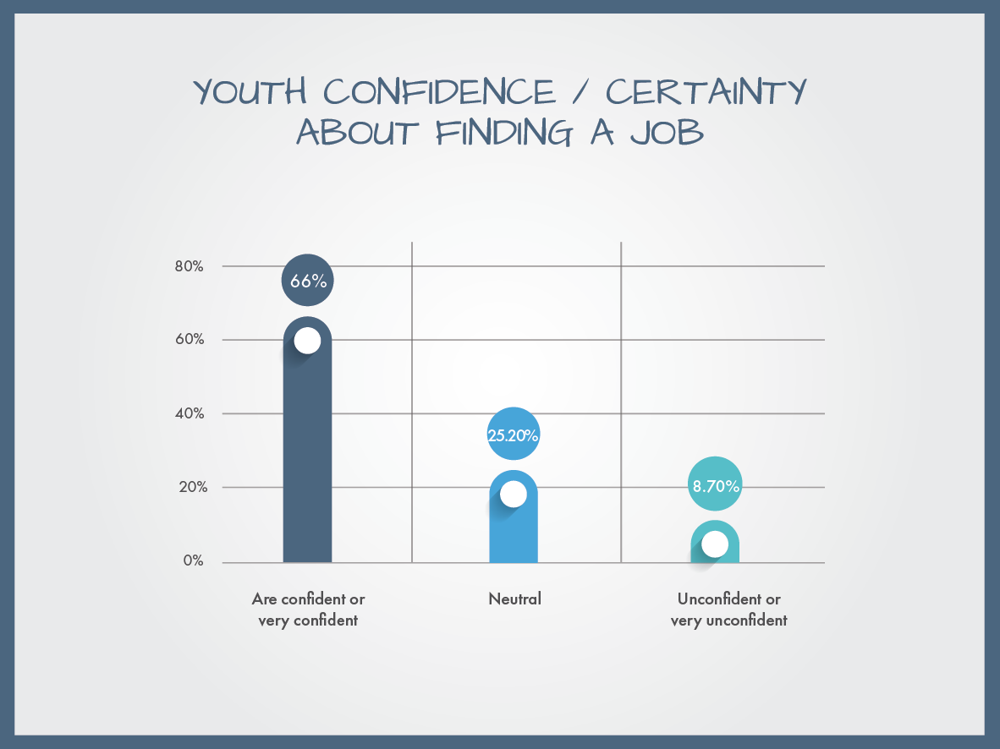 YOUTH CONFIDENCE / CERTAINTY
ABOUT FINDING A JOB
80%
66%
60%
40%
25.20%
20%
8.70%
0%
Are confident or
very confident
Neutral
Unconfident or
very unconfident